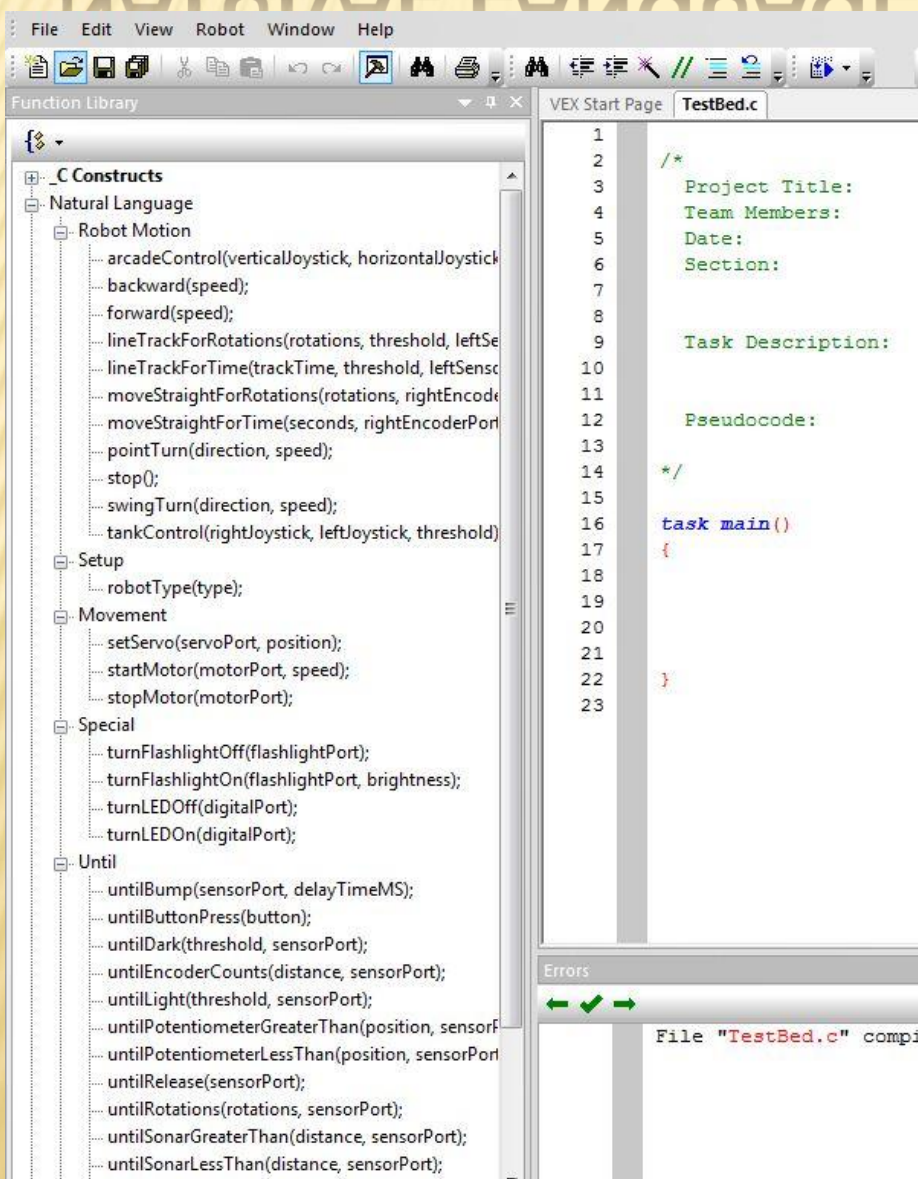 File Edit View Robot Window Help
Function Library
_C Constructs
Natural Language
Robot Motion
arcadeControl(verticalJoystick, horizontalJoystick
backward(speed);
forward(speed);
lineTrackForRotations(rotations, threshold, leftSe
lineTrackForTime(trackTime, threshold, leftSenso
moveStraightForRotations(rotations, rightEncode
moveStraightForTime(seconds, rightEncoderPort
pointTurn(direction, speed);
stop();
swingTurn(direction, speed);
tankControl(rightJoystick, leftJoystick, threshold)
Setup
robotType(type);
Movement
setServo(servoPort, position);
startMotor(motorPort, speed);
stopMotor(motorPort);
Special
turnFlashlightOff(flashlightPort);
turnFlashlightOn(flashlightPort, brightness);
turnLEDOff(digitalPort);
turnLEDOn(digitalPort);
Until
untilBump(sensorPort, delayTimeMS);
untilButtonPress(button);
untilDark(threshold, sensorPort);
untilEncoderCounts(distance, sensorPort);
untilLight(threshold, sensorPort);
untilPotentiometerGreaterThan(position, sensorP
untilPotentiometerLessThan(position, sensorPort
untilRelease(sensorPort);
untilRotations(rotations, sensorPort);
untilSonarGreaterThan(distance, sensorPort);
untilSonarLessThan(distance, sensorPort);
VEX Start Page TestBed.c
1
2 /*
3 Project Title:
4 Team Members:
5 Date:
6 Section:
7
8
9 Task Description:
10
11
12 Pseudocode:
13
14 */
15
16 task main()
17 {
18
19
20
21
22 }
23
Errors
File "TestBed.c" compi